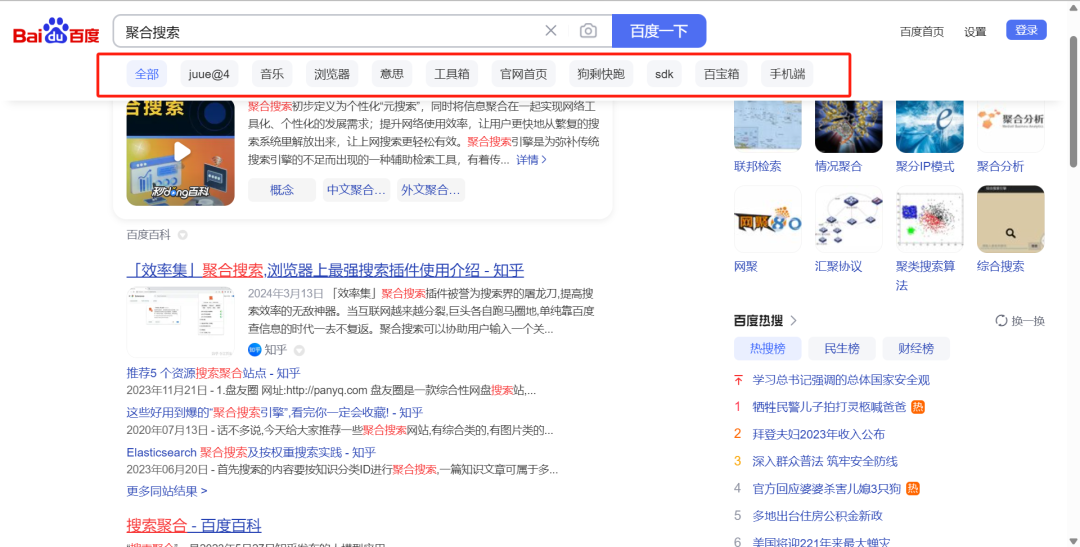 Bai du 百度
聚合搜索
百度一下
百度首页
设置
登录
全部
juue@4
音乐
浏览器
意思
工具箱
官网首页
狗剩快跑
sdk
百宝箱
手机端
合搜索
秒dong百科
聚合搜索初步定义为个性化“元搜索”，同时将信息聚合在一起实现网络工
具化、个性化的发展需求；提升网络使用效率，让用户更快地从繁复的搜
索系统里解放出来，让上网搜索更轻松有效。聚合搜索引擎是为弥补传统
搜索引擎的不足而出现的一种辅助检索工具，有着传... 详情
概念
中文聚合...
外文聚合...
百度百科
「效率集」聚合搜索,浏览器上最强搜索插件使用介绍 - 知乎
2024年3月13日 「效率集」聚合搜索插件被誉为搜索界的屠龙刀,提高搜
索效率的无敌神器。当互联网越来越分裂,巨头各自跑马圈地,单纯靠百度
查信息的时代一去不复返。聚合搜索可以协助用户输入一个关...
知乎 知乎
推荐5 个资源搜索聚合站点 - 知乎
2023年11月21日 - 1.盘友圈 网址:http://panyq.com 盘友圈是一款综合性网盘搜索站,...
这些好用到爆的“聚合搜索引擎”,看完你一定会收藏! - 知乎
2020年07月13日 - 话不多说,今天给大家推荐一些聚合搜索网站,有综合类的,有图片类的...
Elasticsearch 聚合搜索及按权重搜索实践 - 知乎
2023年06月20日 - 首先搜索的内容要按知识分类ID进行聚合搜索,一篇知识文章可属于多...
更多同站结果 >
搜索聚合 - 百度百科
聚合分析
联邦检索
情况聚合
聚分IP模式
聚合分析
网聚
网聚
汇聚协议
聚类搜索算
法
综合搜索
百度热搜
换一换
热搜榜
民生榜
财经榜
学习总书记强调的总体国家安全观
1 牺牲民警儿子拍打灵柩喊爸爸 热
2 拜登夫妇2023年收入公布
3 深入群众普法 筑牢安全防线
4 官方回应婆婆杀害儿媳3只狗 热
5 多地出台住房公积金新政
6 美国将迎221年来最大蝉灾